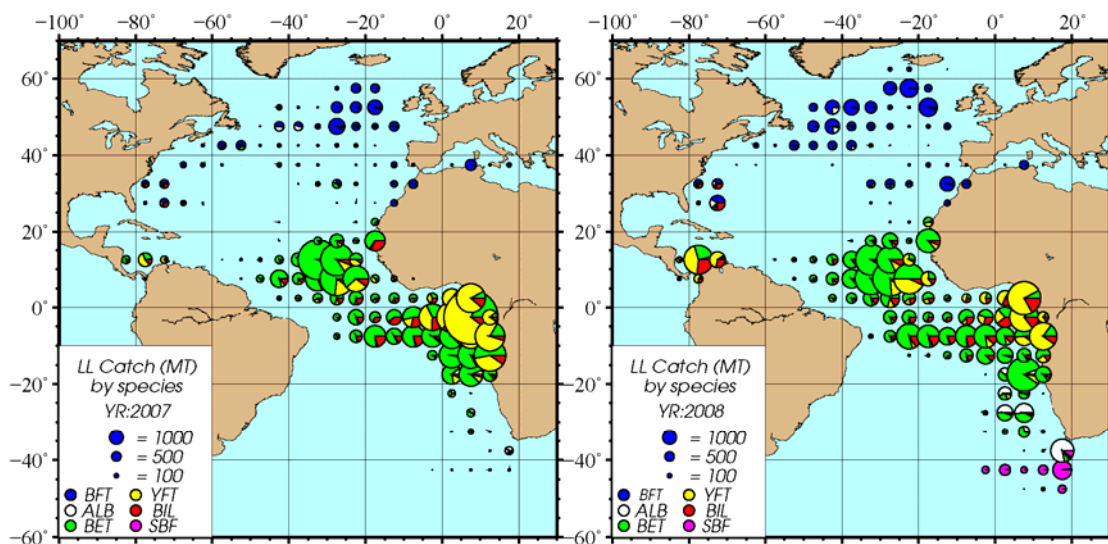 −100 −80 −60 −40 −20 0 20
60˚
40˚
20˚
0˚
−20˚
−40˚
−60˚
LL Catch (MT)
by species
YR:2007
= 1000
= 500
= 100
BFT YFT
ALB BIL
BET SBF
−100 −80 −60 −40 −20 0 20
60˚
40˚
20˚
0˚
−20˚
−40˚
−60˚
LL Catch (MT)
by species
YR:2008
= 1000
= 500
= 100
BFT YFT
ALB BIL
BET SBF